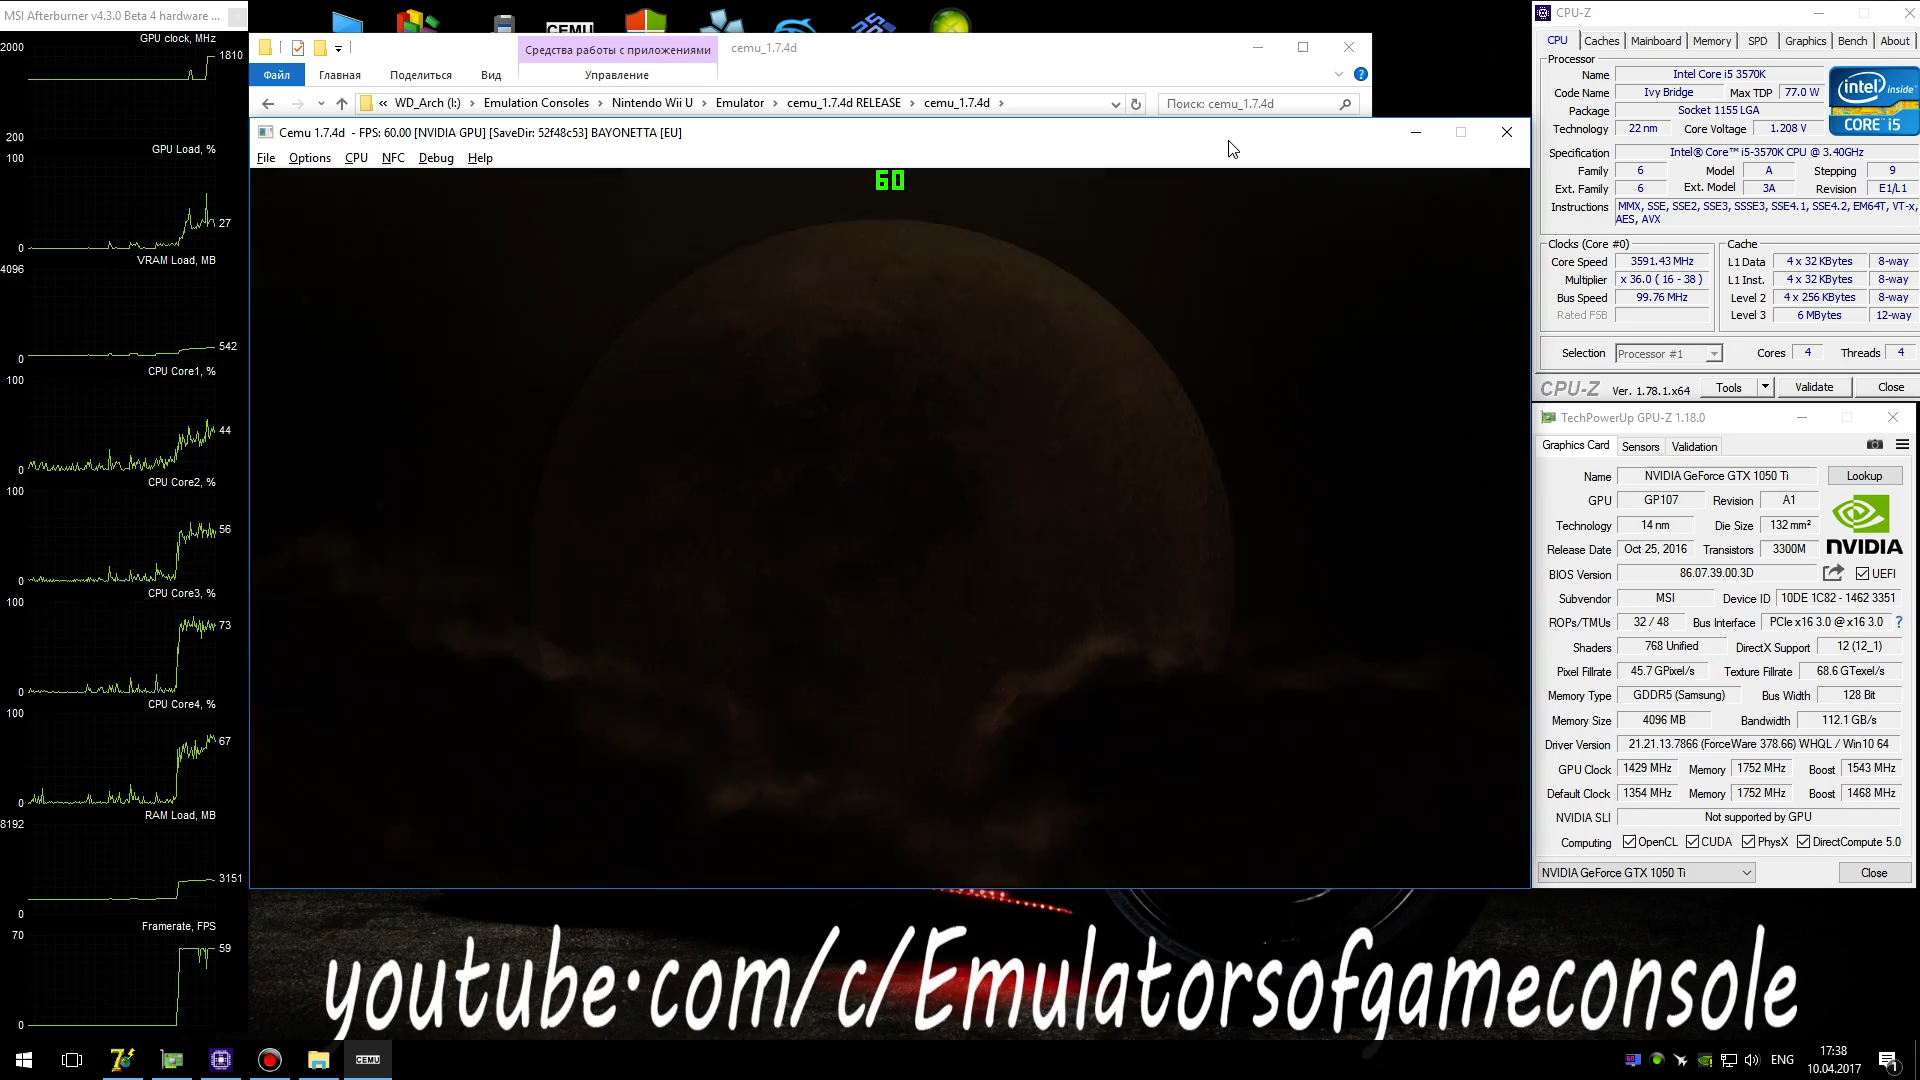 MSI Afterburner v4.3.0 Beta 4 hardware ...
GPU clock, MHz
2000
1810
200
GPU Load, %
100
27
0
VRAM Load, MB
4096
542
0
CPU Core1, %
100
44
0
CPU Core2, %
100
56
0
CPU Core3, %
100
73
0
CPU Core4, %
100
67
0
RAM Load, MB
8192
3151
0
Framerate, FPS
70
59
0
CEMU
Средства работы с приложениями
cemu_1.7.4d
Файл
Главная
Поделиться
Вид
Управление
« WD_Arch (I:) > Emulation Consoles > Nintendo Wii U > Emulator > cemu_1.7.4d RELEASE > cemu_1.7.4d >
Поиск: cemu_1.7.4d
Cemu 1.7.4d - FPS: 60.00 [NVIDIA GPU] [SaveDir: 52f48c53] BAYONETTA [EU]
File Options CPU NFC Debug Help
60
CPU-Z
CPU Caches Mainboard Memory SPD Graphics Bench About
Processor
Name Intel Core i5 3570K
Code Name Ivy Bridge Max TDP 77.0 W
Package Socket 1155 LGA
Technology 22 nm Core Voltage 1.208 V
intel inside™
CORE i5
Specification Intel® Core™ i5-3570K CPU @ 3.40GHz
Family 6 Model A Stepping 9
Ext. Family 6 Ext. Model 3A Revision E1/L1
Instructions MMX, SSE, SSE2, SSE3, SSSE3, SSE4.1, SSE4.2, EM64T, VT-x,
AES, AVX
Clocks (Core #0)
Core Speed 3591.43 MHz
Multiplier x 36.0 ( 16 - 38 )
Bus Speed 99.76 MHz
Rated FSB
Cache
L1 Data 4 x 32 KBytes 8-way
L1 Inst. 4 x 32 KBytes 8-way
Level 2 4 x 256 KBytes 8-way
Level 3 6 MBytes 12-way
Selection Processor #1 Cores 4 Threads 4
CPU-Z Ver. 1.78.1.x64 Tools Validate Close
TechPowerUp GPU-Z 1.18.0
Graphics Card Sensors Validation
Name NVIDIA GeForce GTX 1050 Ti Lookup
GPU GP107 Revision A1
Technology 14 nm Die Size 132 mm²
Release Date Oct 25, 2016 Transistors 3300M
NVIDIA
BIOS Version 86.07.39.00.3D UEFI
Subvendor MSI Device ID 10DE 1C82 - 1462 3351
ROPs/TMUs 32 / 48 Bus Interface PCIe x16 3.0 @ x16 3.0 ?
Shaders 768 Unified DirectX Support 12 (12_1)
Pixel Fillrate 45.7 GPixel/s Texture Fillrate 68.6 GTexel/s
Memory Type GDDR5 (Samsung) Bus Width 128 Bit
Memory Size 4096 MB Bandwidth 112.1 GB/s
Driver Version 21.21.13.7866 (ForceWare 378.66) WHQL / Win10 64
GPU Clock 1429 MHz Memory 1752 MHz Boost 1543 MHz
Default Clock 1354 MHz Memory 1752 MHz Boost 1468 MHz
NVIDIA SLI Not supported by GPU
Computing OpenCL CUDA PhysX DirectCompute 5.0
NVIDIA GeForce GTX 1050 Ti Close
youtube.com/c/Emulatorsofgameconsole
CEMU
ENG
17:38
10.04.2017
1